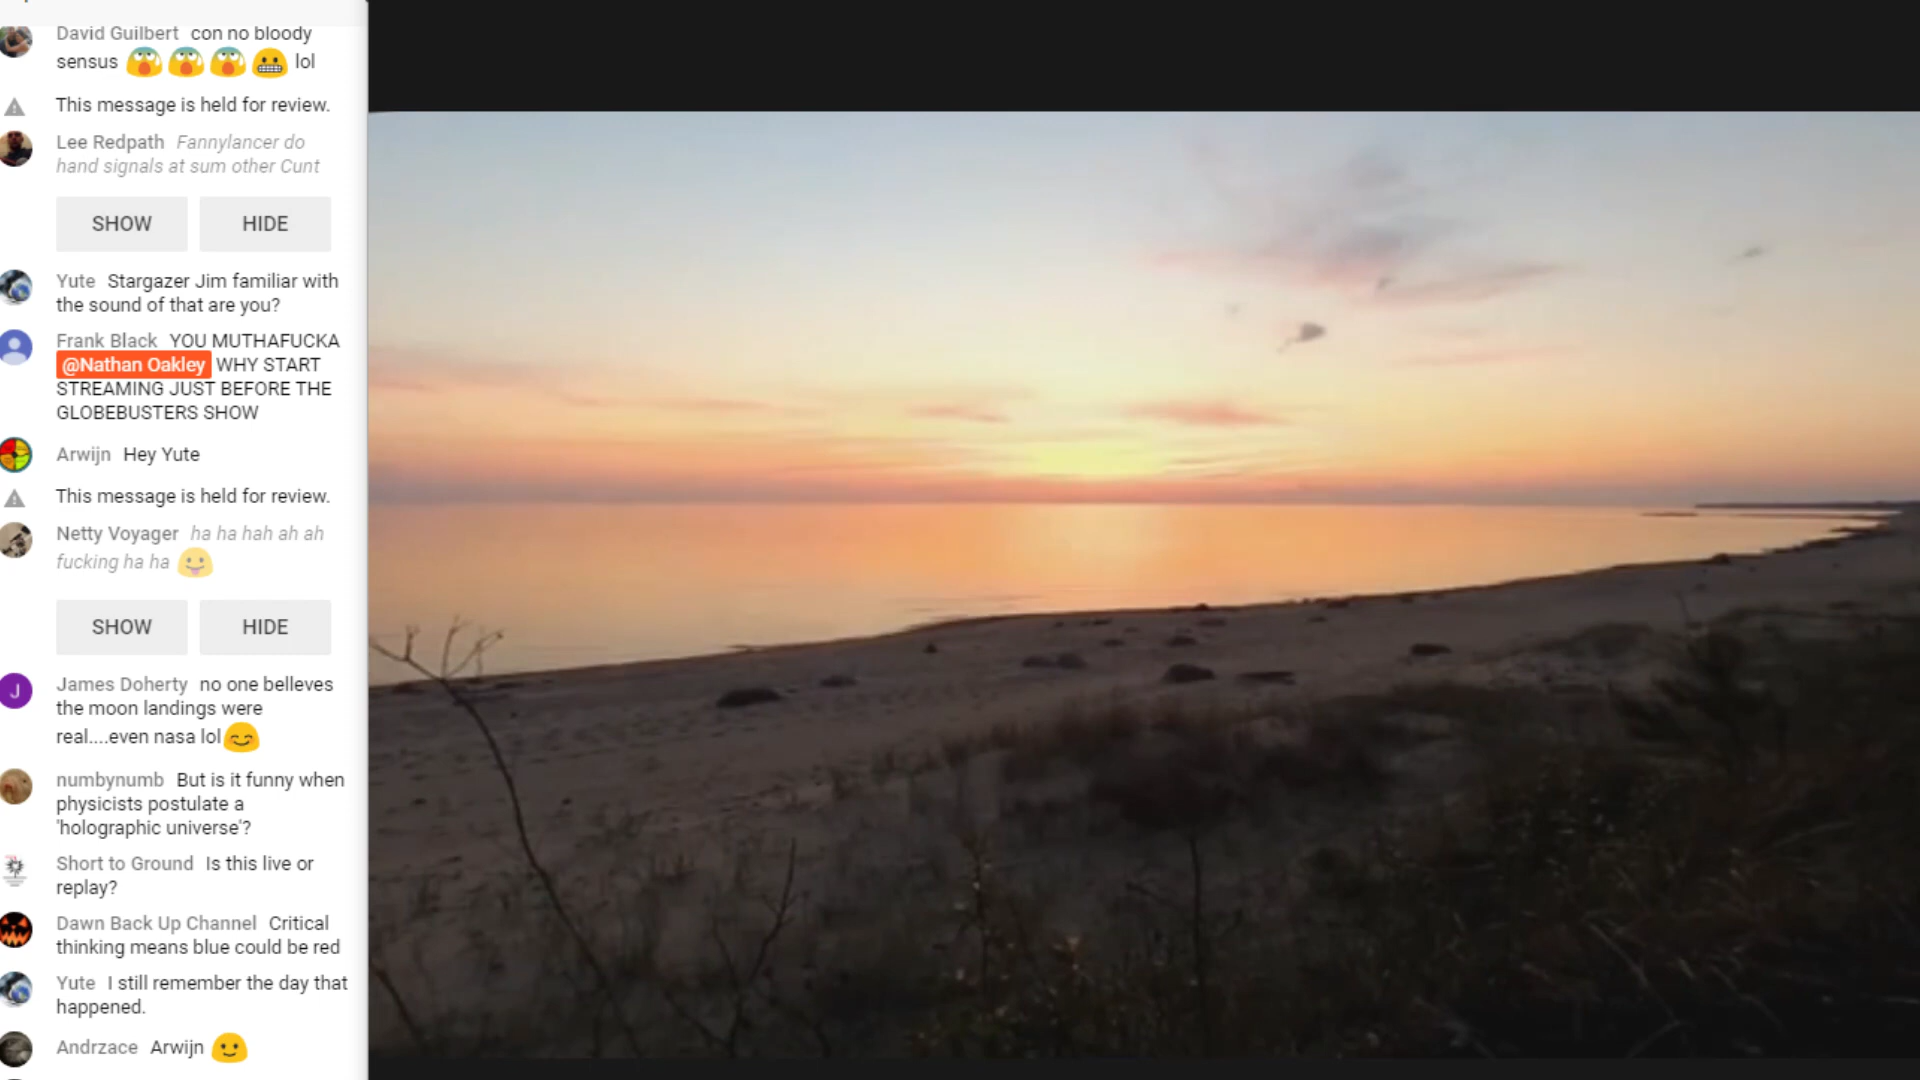 David Guilbert con no bloody
sensus lol
This message is held for review.
Lee Redpath Fannylancer do
hand signals at sum other Cunt
SHOW HIDE
Yute Stargazer Jim familiar with
the sound of that are you?
Frank Black YOU MUTHAFUCKA
@Nathan Oakley WHY START
STREAMING JUST BEFORE THE
GLOBEBUSTERS SHOW
Arwijn Hey Yute
This message is held for review.
Netty Voyager ha ha hah ah ah
fucking ha ha
SHOW HIDE
J James Doherty no one belleves
the moon landings were
real....even nasa lol
numbynumb But is it funny when
physicists postulate a
'holographic universe'?
Short to Ground Is this live or
replay?
Dawn Back Up Channel Critical
thinking means blue could be red
Yute I still remember the day that
happened.
Andrzace Arwijn